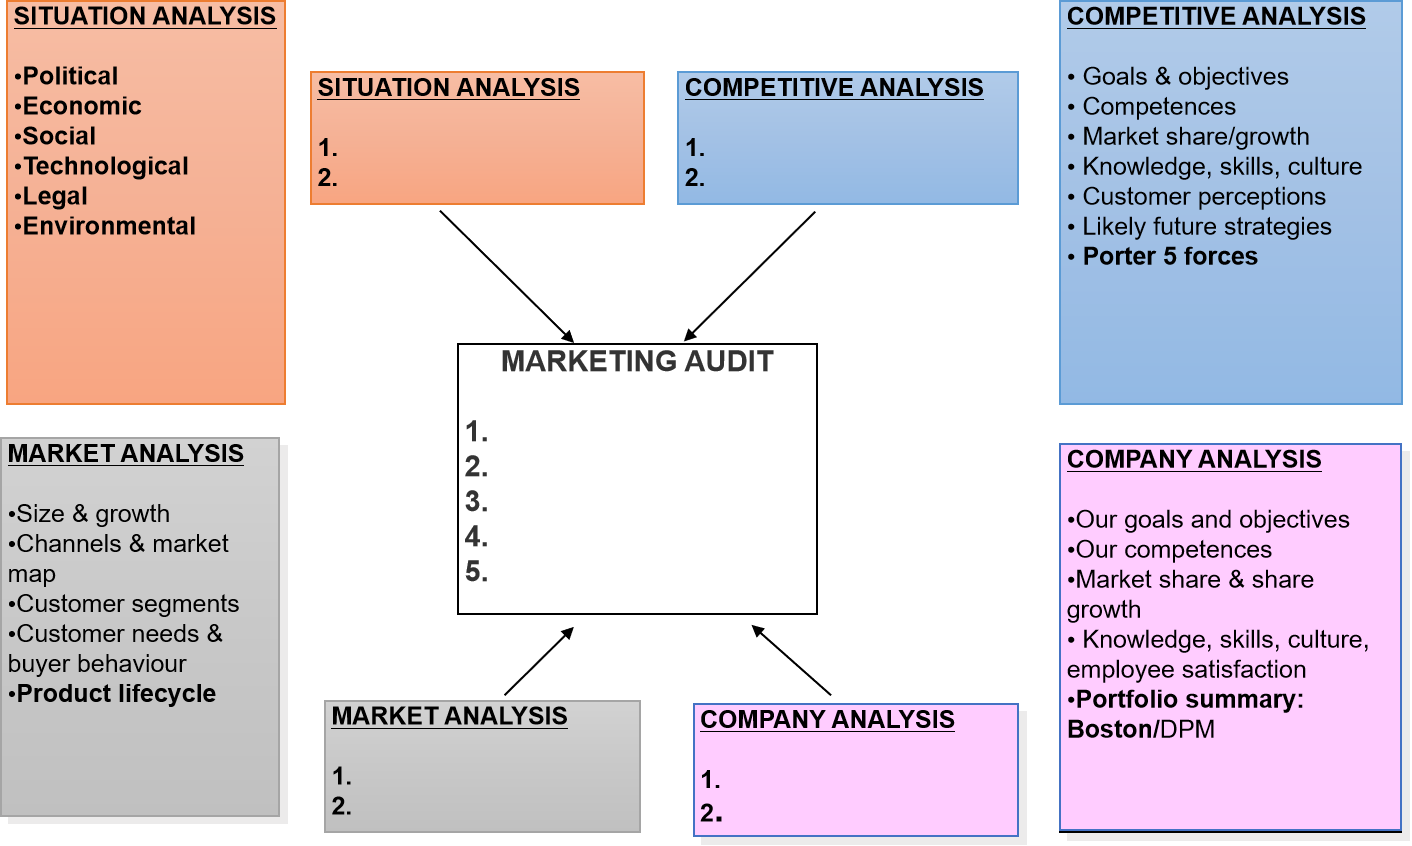 SITUATION ANALYSIS
•Political
•Economic
•Social
•Technological
•Legal
•Environmental
SITUATION ANALYSIS
1.
2.
COMPETITIVE ANALYSIS
1.
2.
COMPETITIVE ANALYSIS
• Goals & objectives
• Competences
• Market share/growth
• Knowledge, skills, culture
• Customer perceptions
• Likely future strategies
• Porter 5 forces
MARKETING AUDIT
1.
2.
3.
4.
5.
MARKET ANALYSIS
•Size & growth
•Channels & market
map
•Customer segments
•Customer needs &
buyer behaviour
•Product lifecycle
MARKET ANALYSIS
1.
2.
COMPANY ANALYSIS
1.
2.
COMPANY ANALYSIS
•Our goals and objectives
•Our competences
•Market share & share
growth
• Knowledge, skills, culture,
employee satisfaction
•Portfolio summary:
Boston/DPM